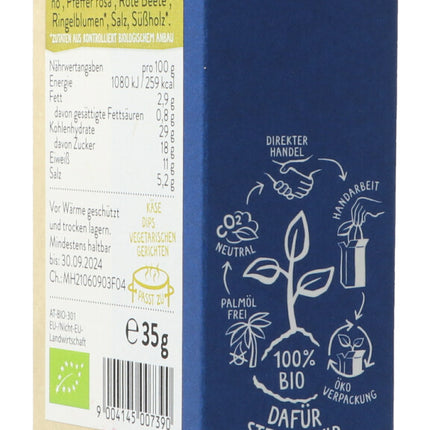 no*, Pfeffer rosa*, Rote Beete*,
Ringelblumen*, Salz, Süßholz*.
*ZUTATEN AUS KONTROLLIERT BIOLOGISCHEM ANBAU
Nährwertangaben pro 100 g
Energie 1080 kJ / 259 kcal
Fett 2,9 g
davon gesättigte Fettsäuren 0,8 g
Kohlenhydrate 29 g
davon Zucker 18 g
Eiweiß 11 g
Salz 5,2 g
Vor Wärme geschützt
und trocken lagern.
Mindestens haltbar
bis: 30.09.2024
Ch.:MH21060903F04
KÄSE
DIPS
VEGETARISCHEN
GERICHTEN
PASST ZU
AT-BIO-301
EU-/Nicht-EU-
Landwirtschaft
e 35g
9 004145 007390
DIREKTER
HANDEL
HANDARBEIT
CO2
NEUTRAL
PALMÖL
FREI
100%
BIO
ÖKO
VERPACKUNG
DAFÜR